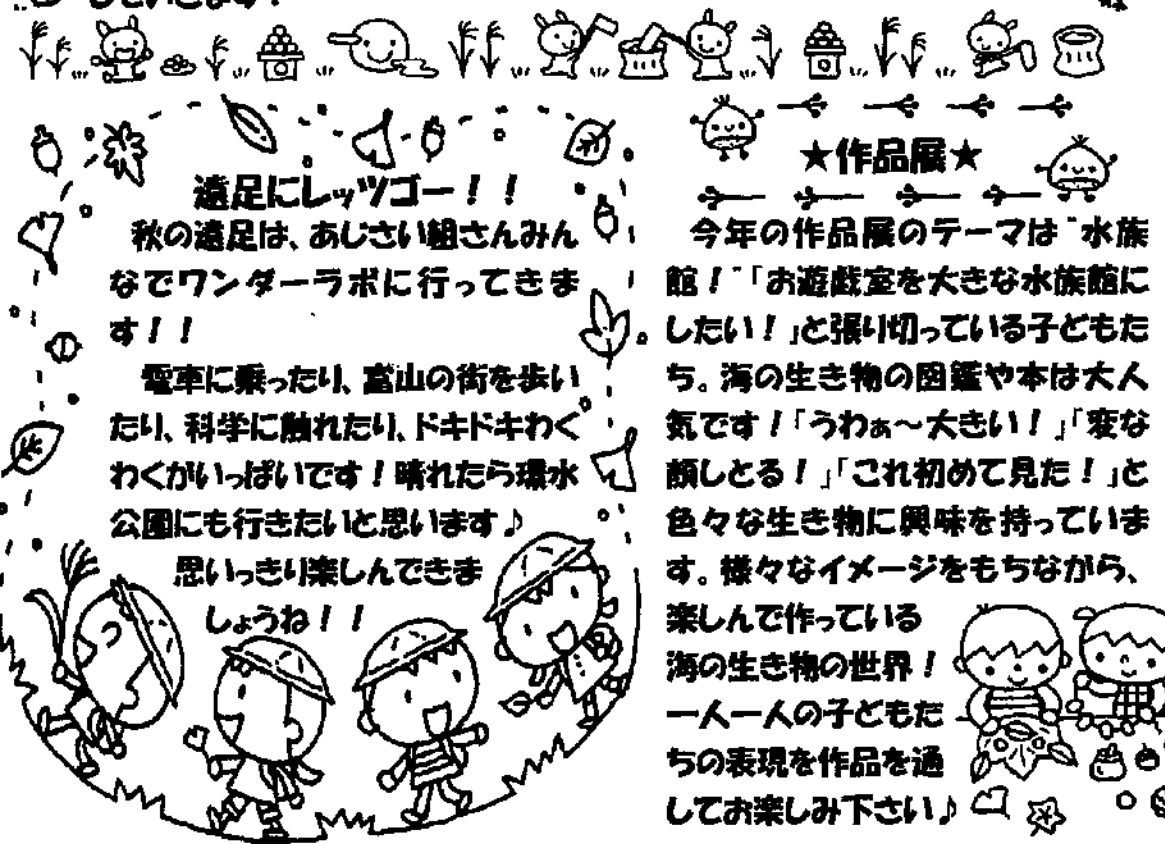 遠足にレッツゴー！！
秋の遠足は、あじさい組さんみん
なでワンダーラボに行ってきま
す！！
電車に乗ったり、富山の街を歩い
たり、科学に触れたり、ドキドキわく
わくがいっぱいです！晴れたら環水
公園にも行きたいと思います♪
思いっきり楽しんできま
しょうね！！
★作品展★
今年の作品展のテーマは〝水族
館！〟「お遊戯室を大きな水族館に
したい！」と張り切っている子どもた
ち。海の生き物の図鑑や本は大人
気です！「うわぁ～大きい！」「変な
顔しとる！」「これ初めて見た！」と
色々な生き物に興味を持っていま
す。様々なイメージをもちながら、
楽しんで作っている
海の生き物の世界！
一人一人の子どもた
ちの表現を作品を通
してお楽しみ下さい♪